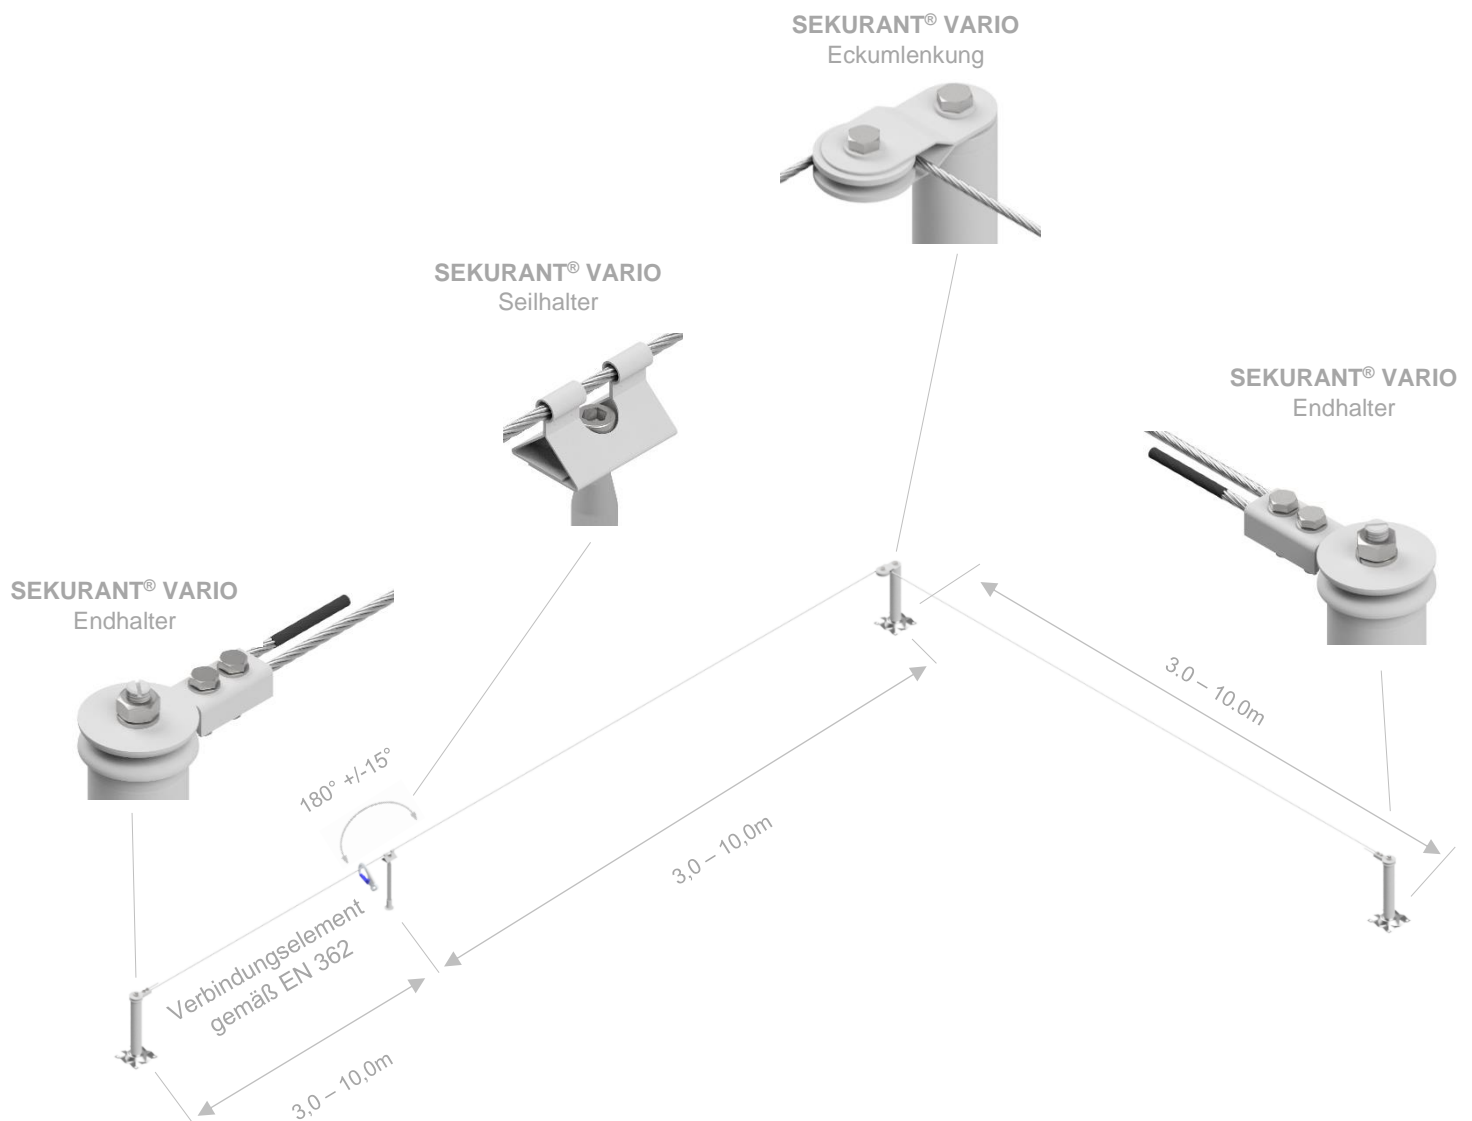 SEKURANT® VARIO
Eckumlenkung
SEKURANT® VARIO
Seilhalter
SEKURANT® VARIO
Endhalter
SEKURANT® VARIO
Endhalter
3.0 – 10.0m
180° +/-15°
3,0 – 10,0m
Verbindungselement
gemäß EN 362
3,0 – 10,0m